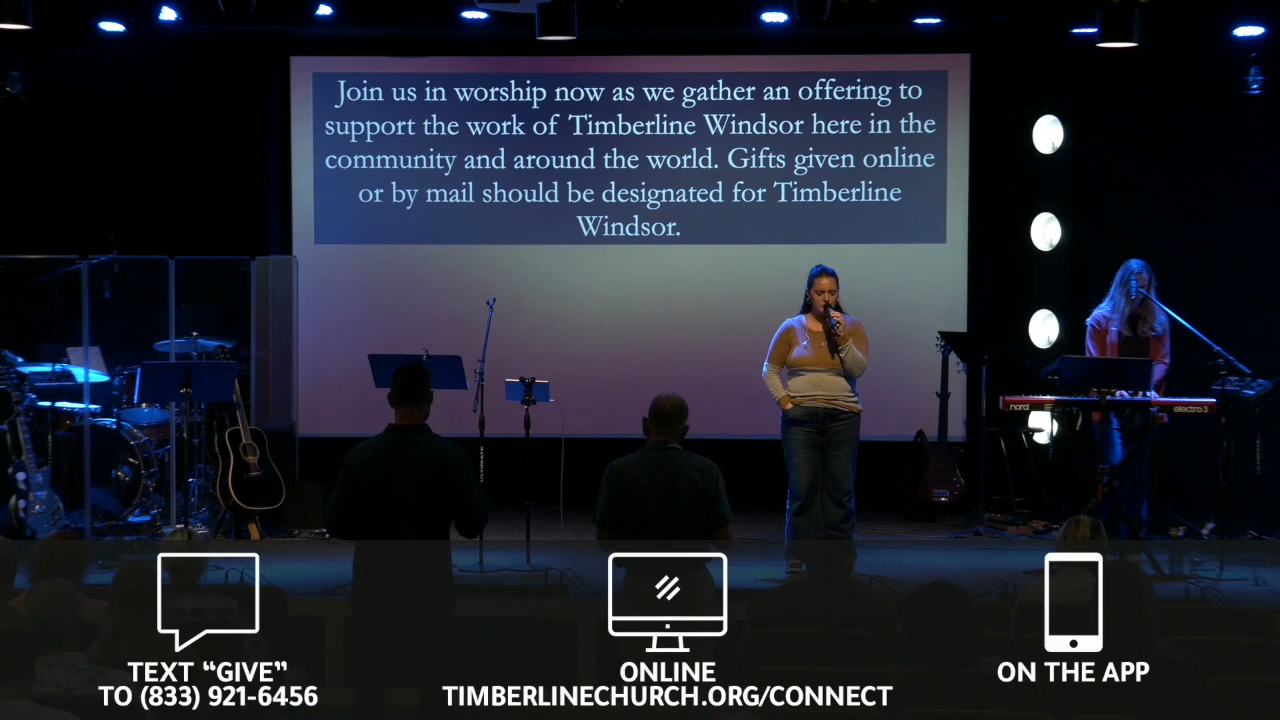 Join us in worship now as we gather an offering to
support the work of Timberline Windsor here in the
community and around the world. Gifts given online
or by mail should be designated for Timberline
Windsor.
nord
electro 3
ULTIMATE
TEXT “GIVE”
TO (833) 921-6456
ONLINE
TIMBERLINECHURCH.ORG/CONNECT
ON THE APP